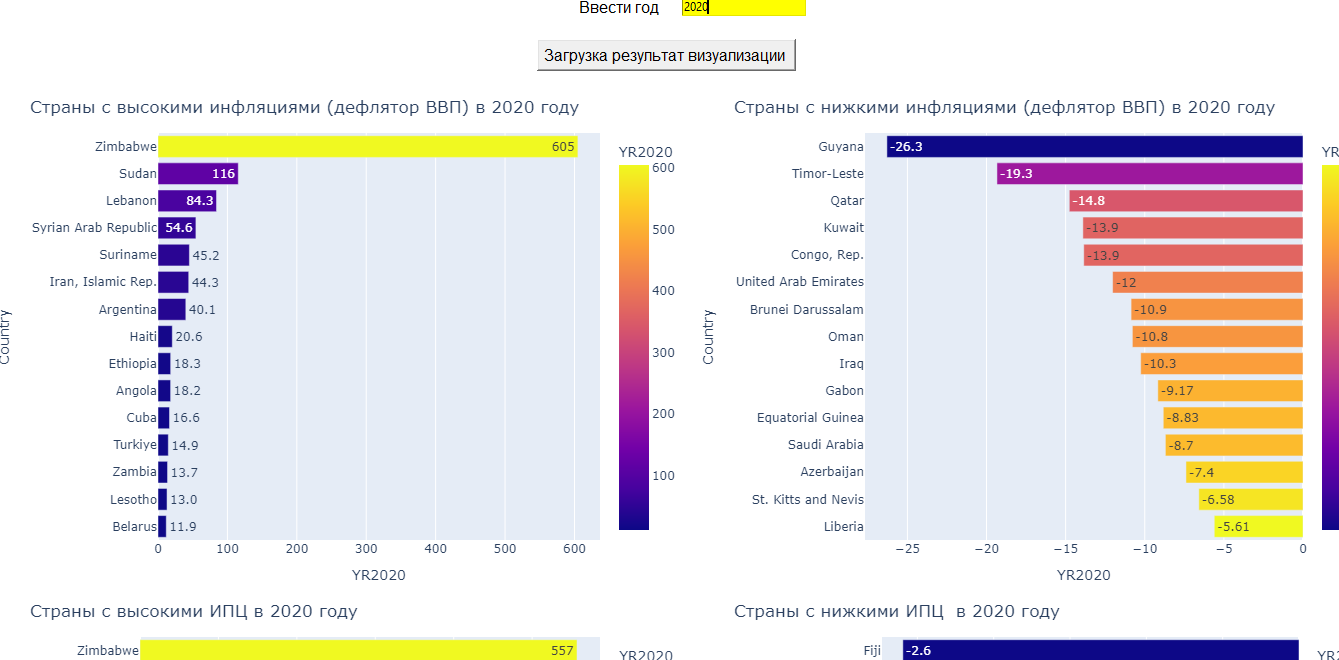 Ввести год 2020
Загрузка результат визуализации
Страны с высокими инфляциями (дефлятор ВВП) в 2020 году
Country
Zimbabwe 605
Sudan 116
Lebanon 84.3
Syrian Arab Republic 54.6
Suriname 45.2
Iran, Islamic Rep. 44.3
Argentina 40.1
Haiti 20.6
Ethiopia 18.3
Angola 18.2
Cuba 16.6
Turkiye 14.9
Zambia 13.7
Lesotho 13.0
Belarus 11.9
0 100 200 300 400 500 600
YR2020
YR2020
600
500
400
300
200
100
Страны с нижкими инфляциями (дефлятор ВВП) в 2020 году
Country
Guyana -26.3
Timor-Leste -19.3
Qatar -14.8
Kuwait -13.9
Congo, Rep. -13.9
United Arab Emirates -12
Brunei Darussalam -10.9
Oman -10.8
Iraq -10.3
Gabon -9.17
Equatorial Guinea -8.83
Saudi Arabia -8.7
Azerbaijan -7.4
St. Kitts and Nevis -6.58
Liberia -5.61
−25 −20 −15 −10 −5 0
YR2020
Страны с высокими ИПЦ в 2020 году
Zimbabwe 557
YR2020
Страны с нижкими ИПЦ  в 2020 году
Fiji -2.6